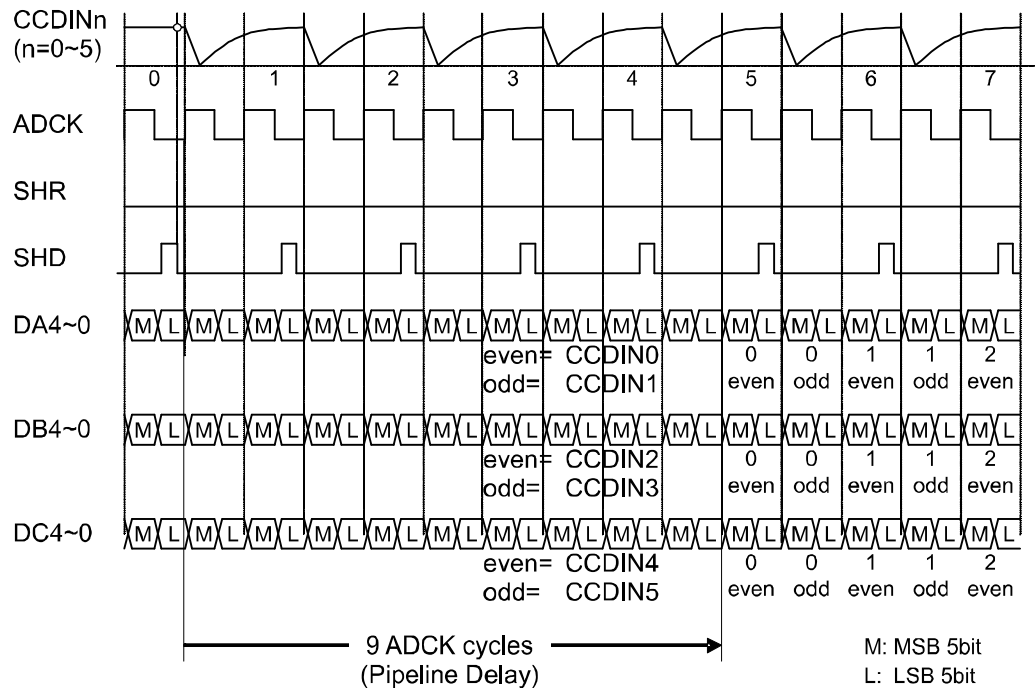 CCDINn
(n=0~5)
0 1 2 3 4 5 6 7
ADCK
SHR
SHD
DA4~0 M L M L M L M L M L M L M L M L M L M L M L M L M L M L M L
even= CCDIN0 0 0 1 1 2
odd= CCDIN1 even odd even odd even
DB4~0 M L M L M L M L M L M L M L M L M L M L M L M L M L M L M L
even= CCDIN2 0 0 1 1 2
odd= CCDIN3 even odd even odd even
DC4~0 M L M L M L M L M L M L M L M L M L M L M L M L M L M L M L
even= CCDIN4 0 0 1 1 2
odd= CCDIN5 even odd even odd even
9 ADCK cycles
(Pipeline Delay)
M: MSB 5bit
L: LSB 5bit